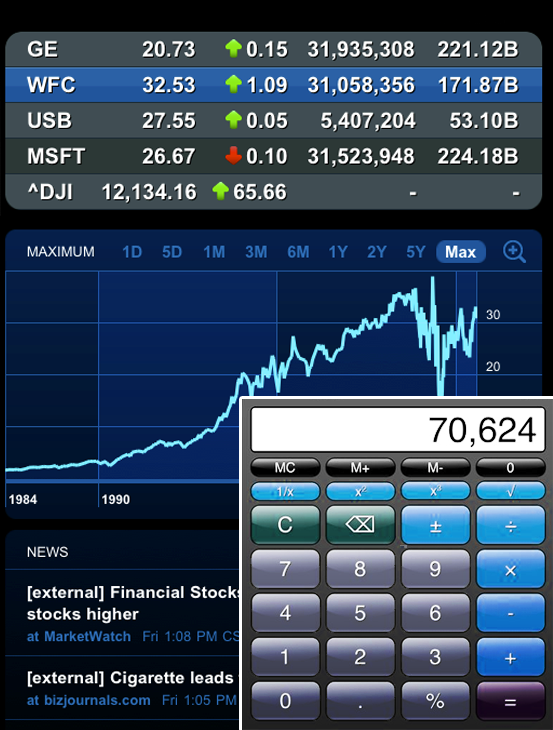 GE 20.73 0.15 31,935,308 221.12B
WFC 32.53 1.09 31,058,356 171.87B
USB 27.55 0.05 5,407,204 53.10B
MSFT 26.67 0.10 31,523,948 224.18B
^DJI 12,134.16 65.66 - -
MAXIMUM 1D 5D 1M 3M 6M 1Y 2Y 5Y Max
30
20
1984 1990
NEWS
[external] Financial Stocks
stocks higher
at MarketWatch Fri 1:08 PM CS
[external] Cigarette leads
at bizjournals.com Fri 1:05 PM
70,624
MC M+ M- 0
1/x x² x³ √
C ⌫ ± ÷
7 8 9 ×
4 5 6 -
1 2 3 +
0 . % =